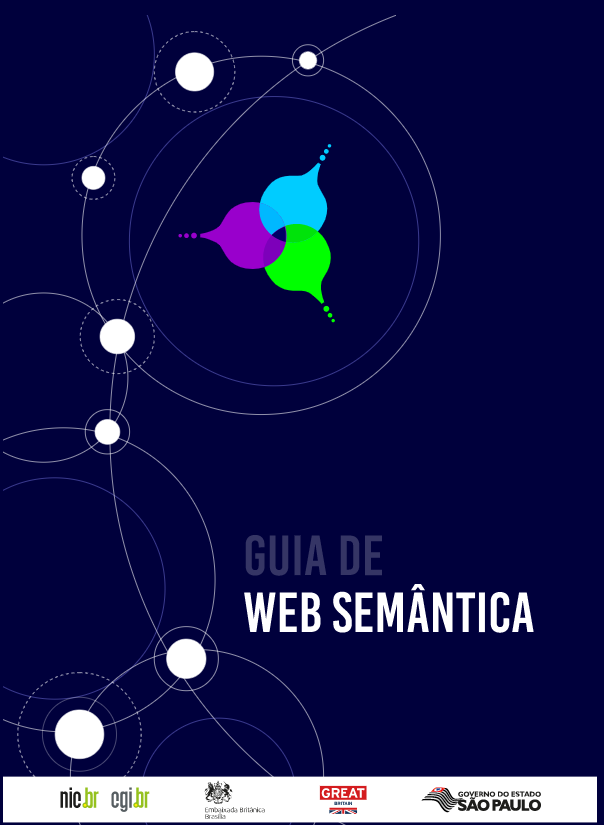 GUIA DE
WEB SEMÂNTICA
nic.br cgi.br
Embaixada Britânica
Brasília
GREAT
BRITAIN
GOVERNO DO ESTADO
SÃO PAULO